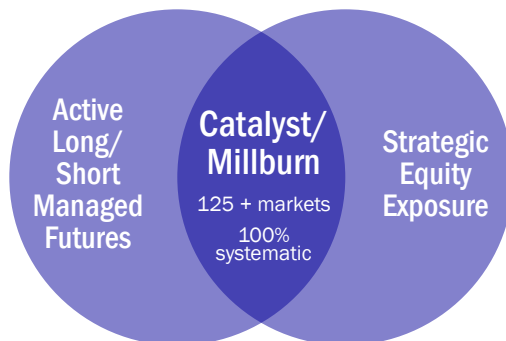 Active
Long/
Short
Managed
Futures
Catalyst/
Millburn
125 + markets
100%
systematic
Strategic
Equity
Exposure